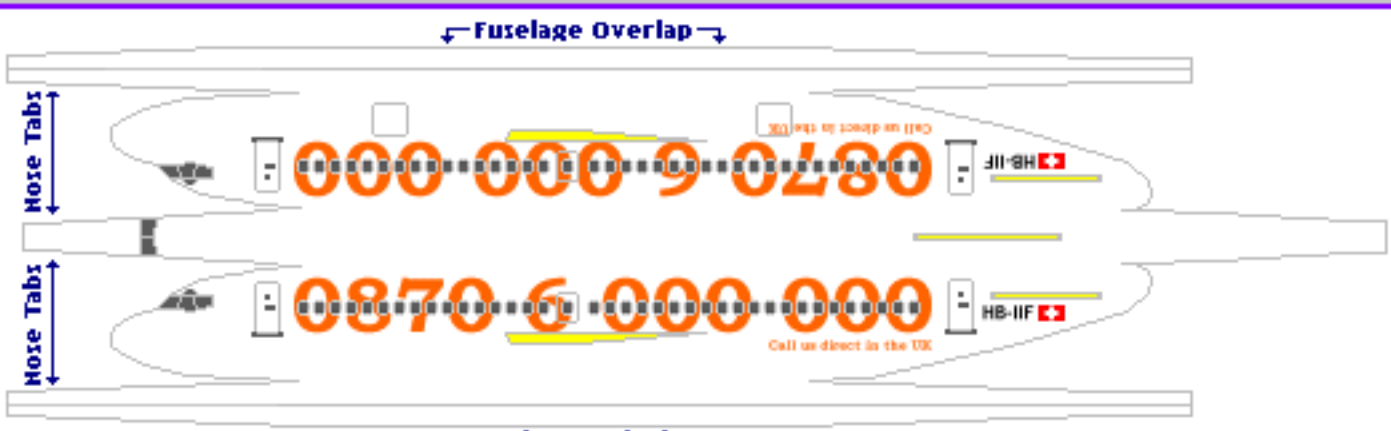 Fuselage Overlap
Nose Tabs
Call us direct in the UK
0870 6 000 000
HB-IIF
Nose Tabs
0870 6 000 000
HB-IIF
Call us direct in the UK